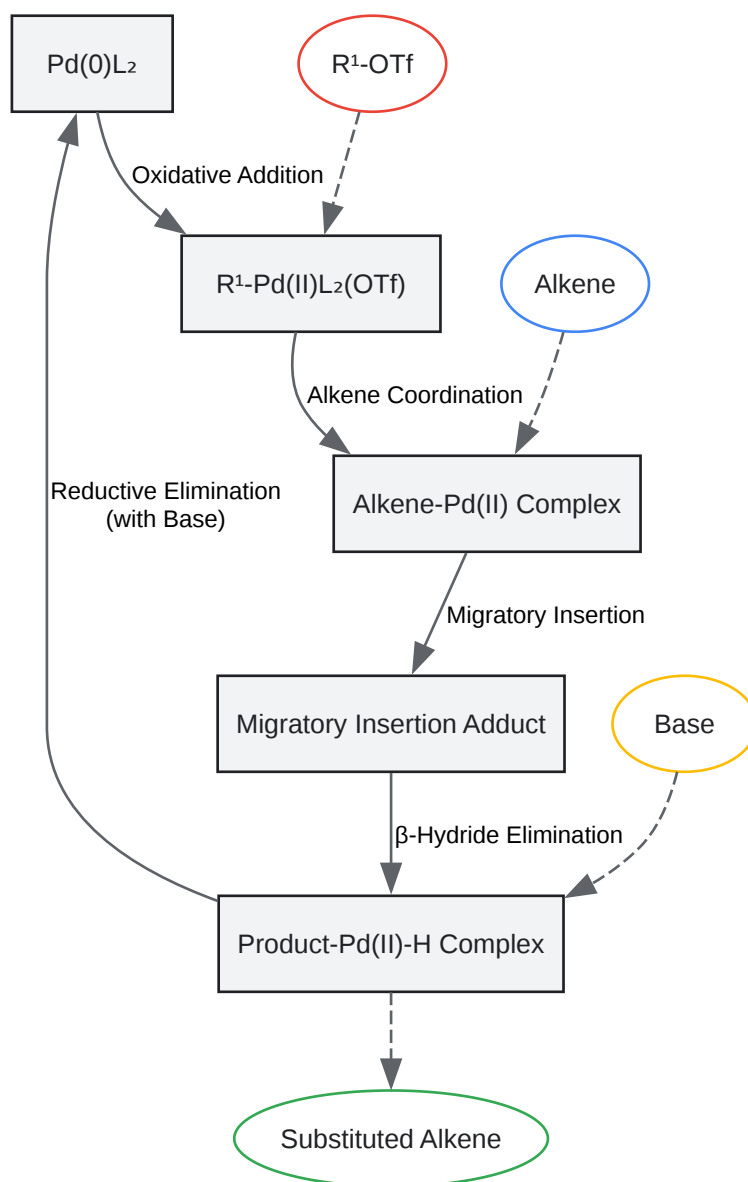 Pd(0)L₂
R¹-OTf
Oxidative Addition
R¹-Pd(II)L₂(OTf)
Alkene
Alkene Coordination
Alkene-Pd(II) Complex
Reductive Elimination
(with Base)
Migratory Insertion
Migratory Insertion Adduct
Base
β-Hydride Elimination
Product-Pd(II)-H Complex
Substituted Alkene